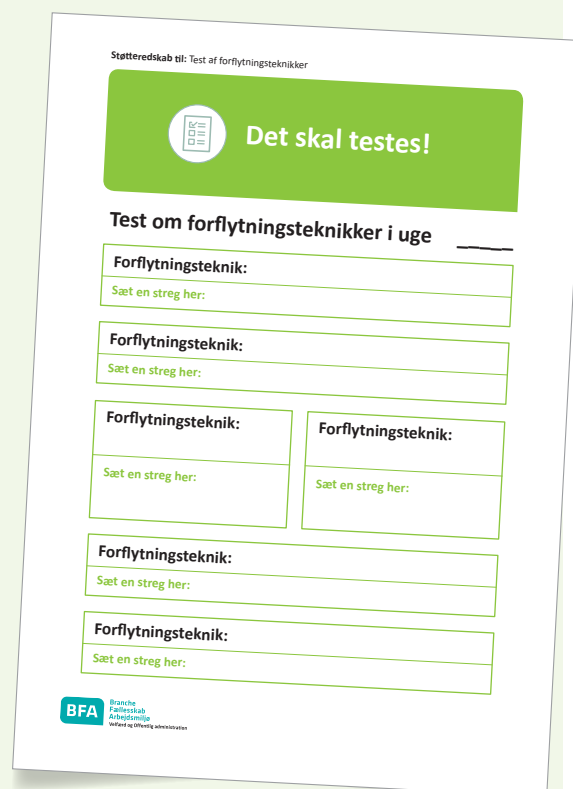 Støtteredskab til: Test af forflytningsteknikker
Det skal testes!
Test om forflytningsteknikker i uge _____
Forflytningsteknik:
Sæt en streg her:
Forflytningsteknik:
Sæt en streg her:
Forflytningsteknik:
Sæt en streg her:
Forflytningsteknik:
Sæt en streg her:
Forflytningsteknik:
Sæt en streg her:
Forflytningsteknik:
Sæt en streg her:
BFA
Branche
Fællesskab
Arbejdsmiljø
Velfærd og Offentlig administration